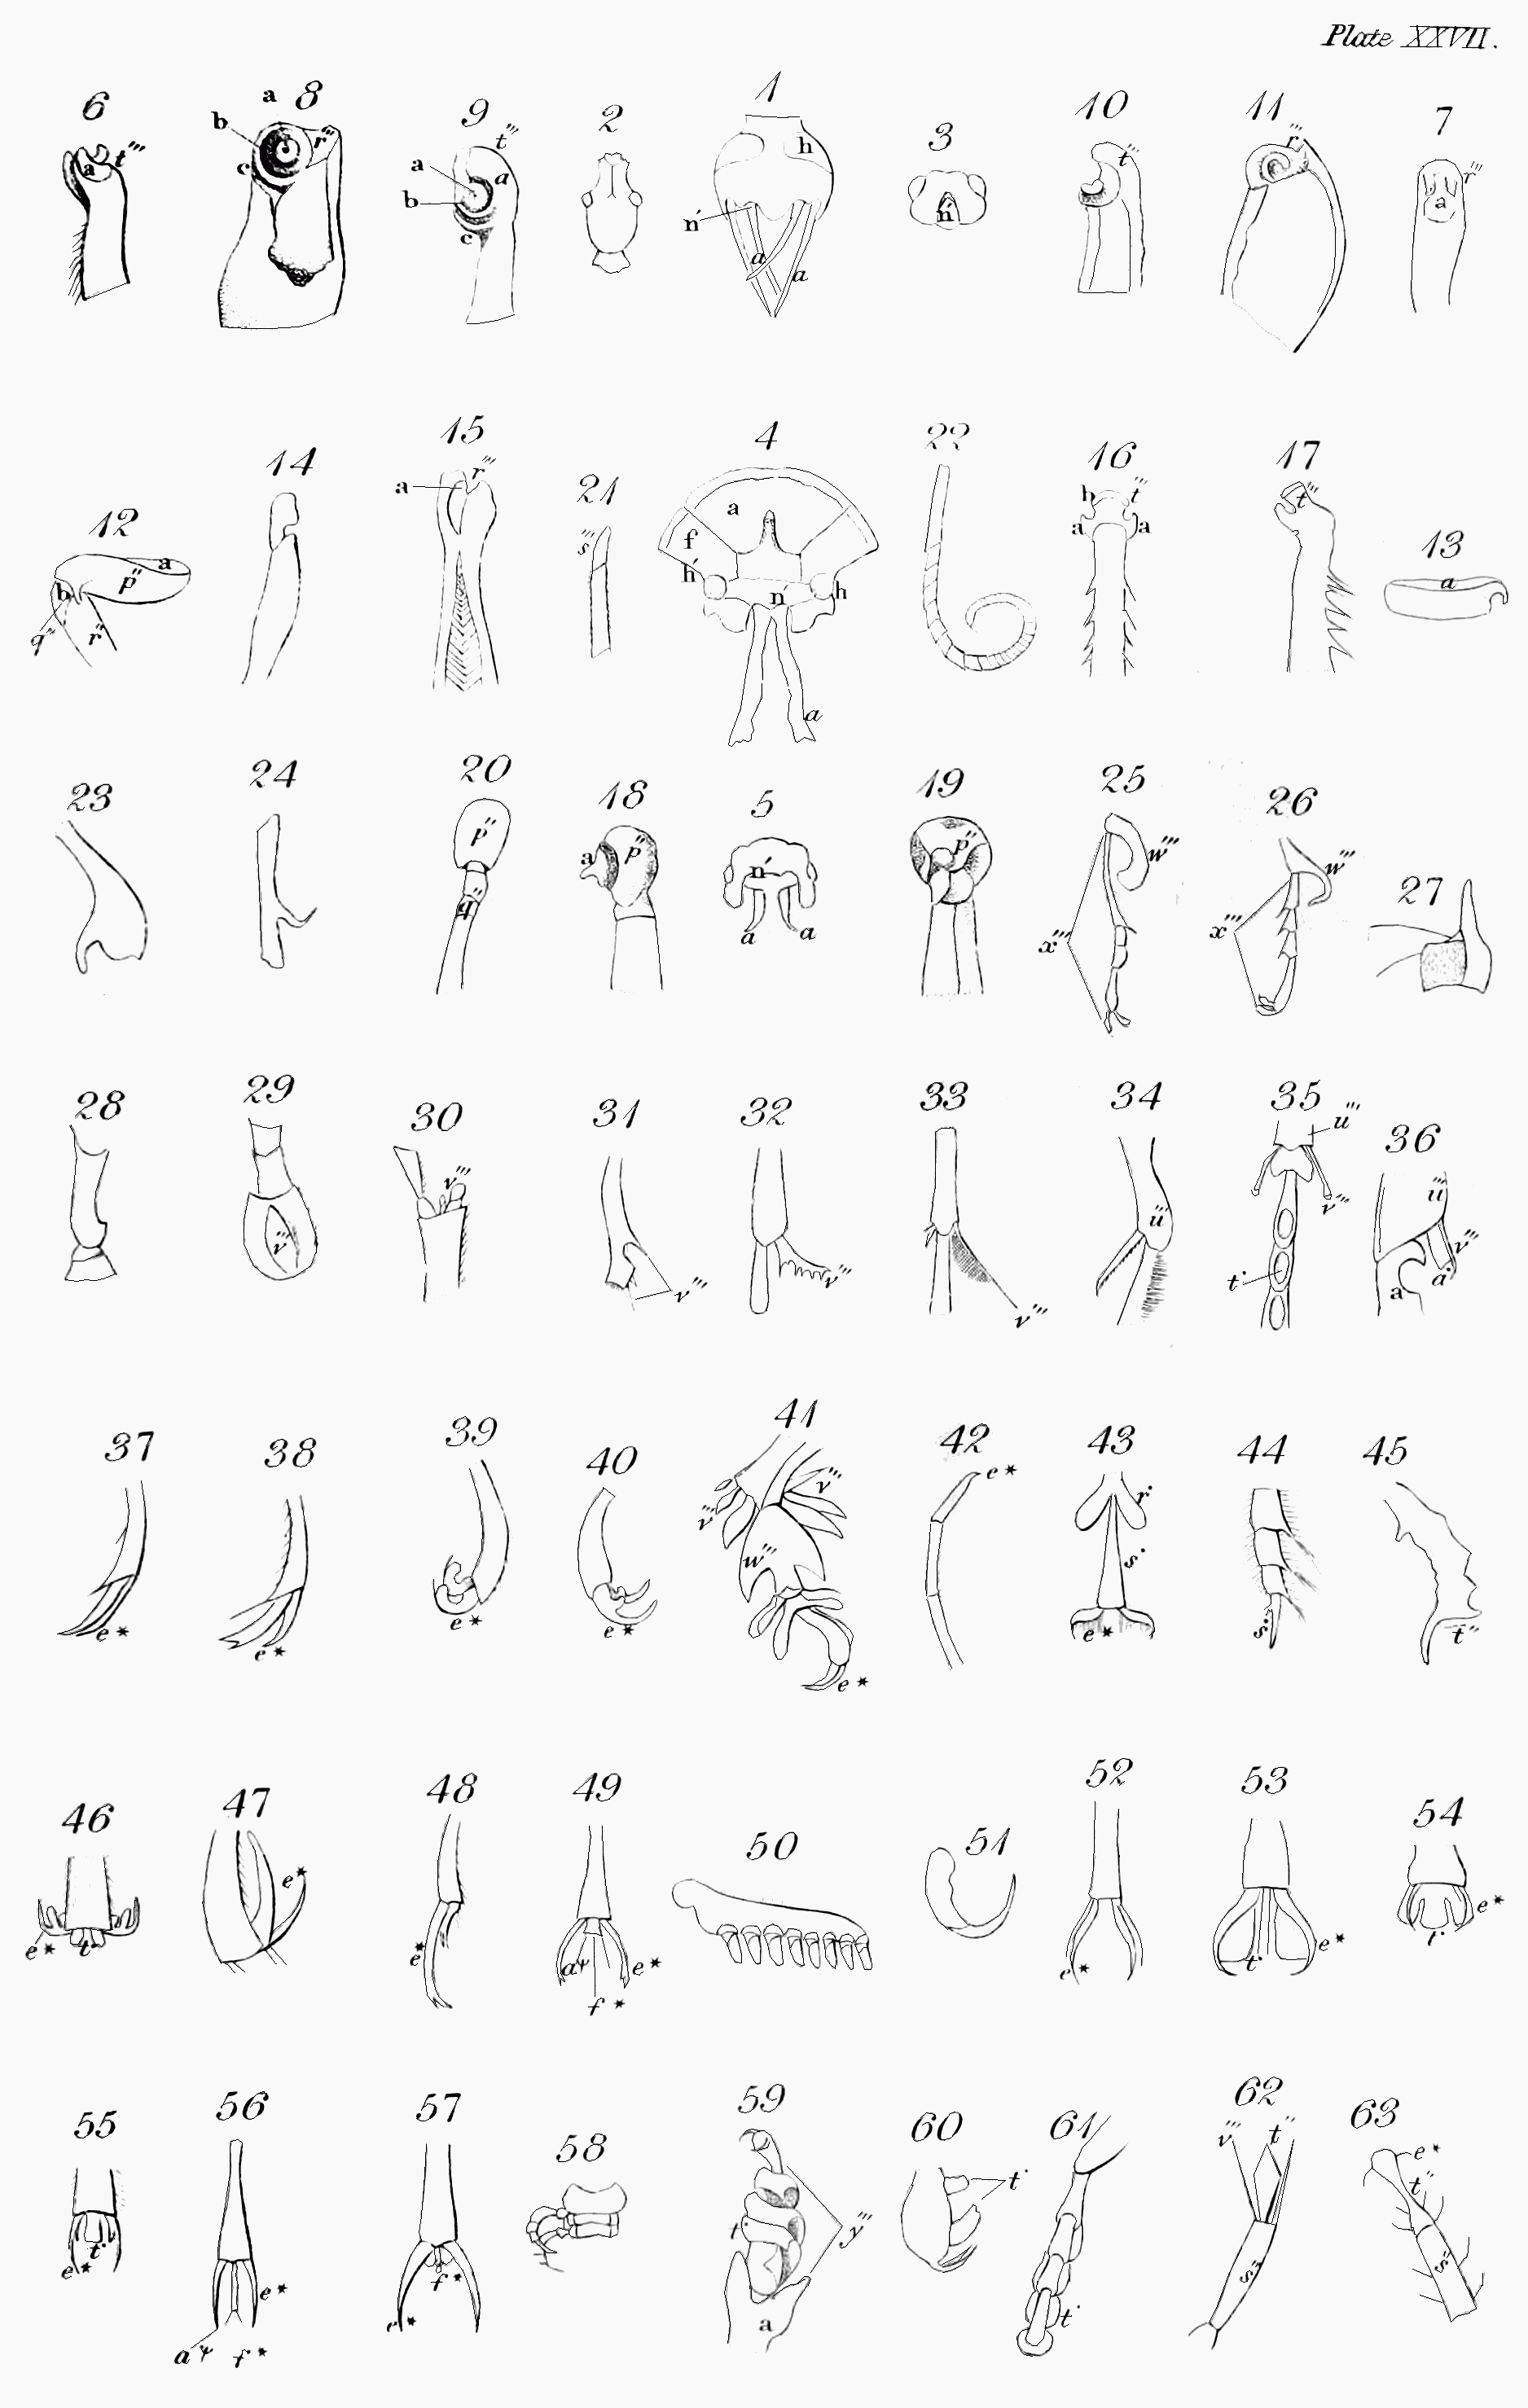 Plate XXVII.
6 8 9 2 1 3 10 11 7
a t''' a b c r''' a b c t''' a n' h a a n' t''' r''' r''' a
12 14 15 21 4 22 16 17 13
a p'' b q'' r'' a r''' s''' a f h' n' h a b t''' a a t''' a
23 24 20 18 5 19 25 26 27
p'' q'' a p'' n' a a p'' w''' x''' w''' x'''
28 29 30 31 32 33 34 35 36
v''' v''' v''' v''' v''' u''' u''' v''' t· u''' v''' a· a
37 38 39 40 41 42 43 44 45
e* e* e* e* v''' v''' w''' e* e* r· s· e* s·· t··
46 47 48 49 50 51 52 53 54
e* t· e* e* aψ e* f* e* t· e* e* t·
55 56 57 58 59 60 61 62 63
e* t· e* aψ f* e* f* t· y''' a t· t· v''' t·· s·· e* t·· s··